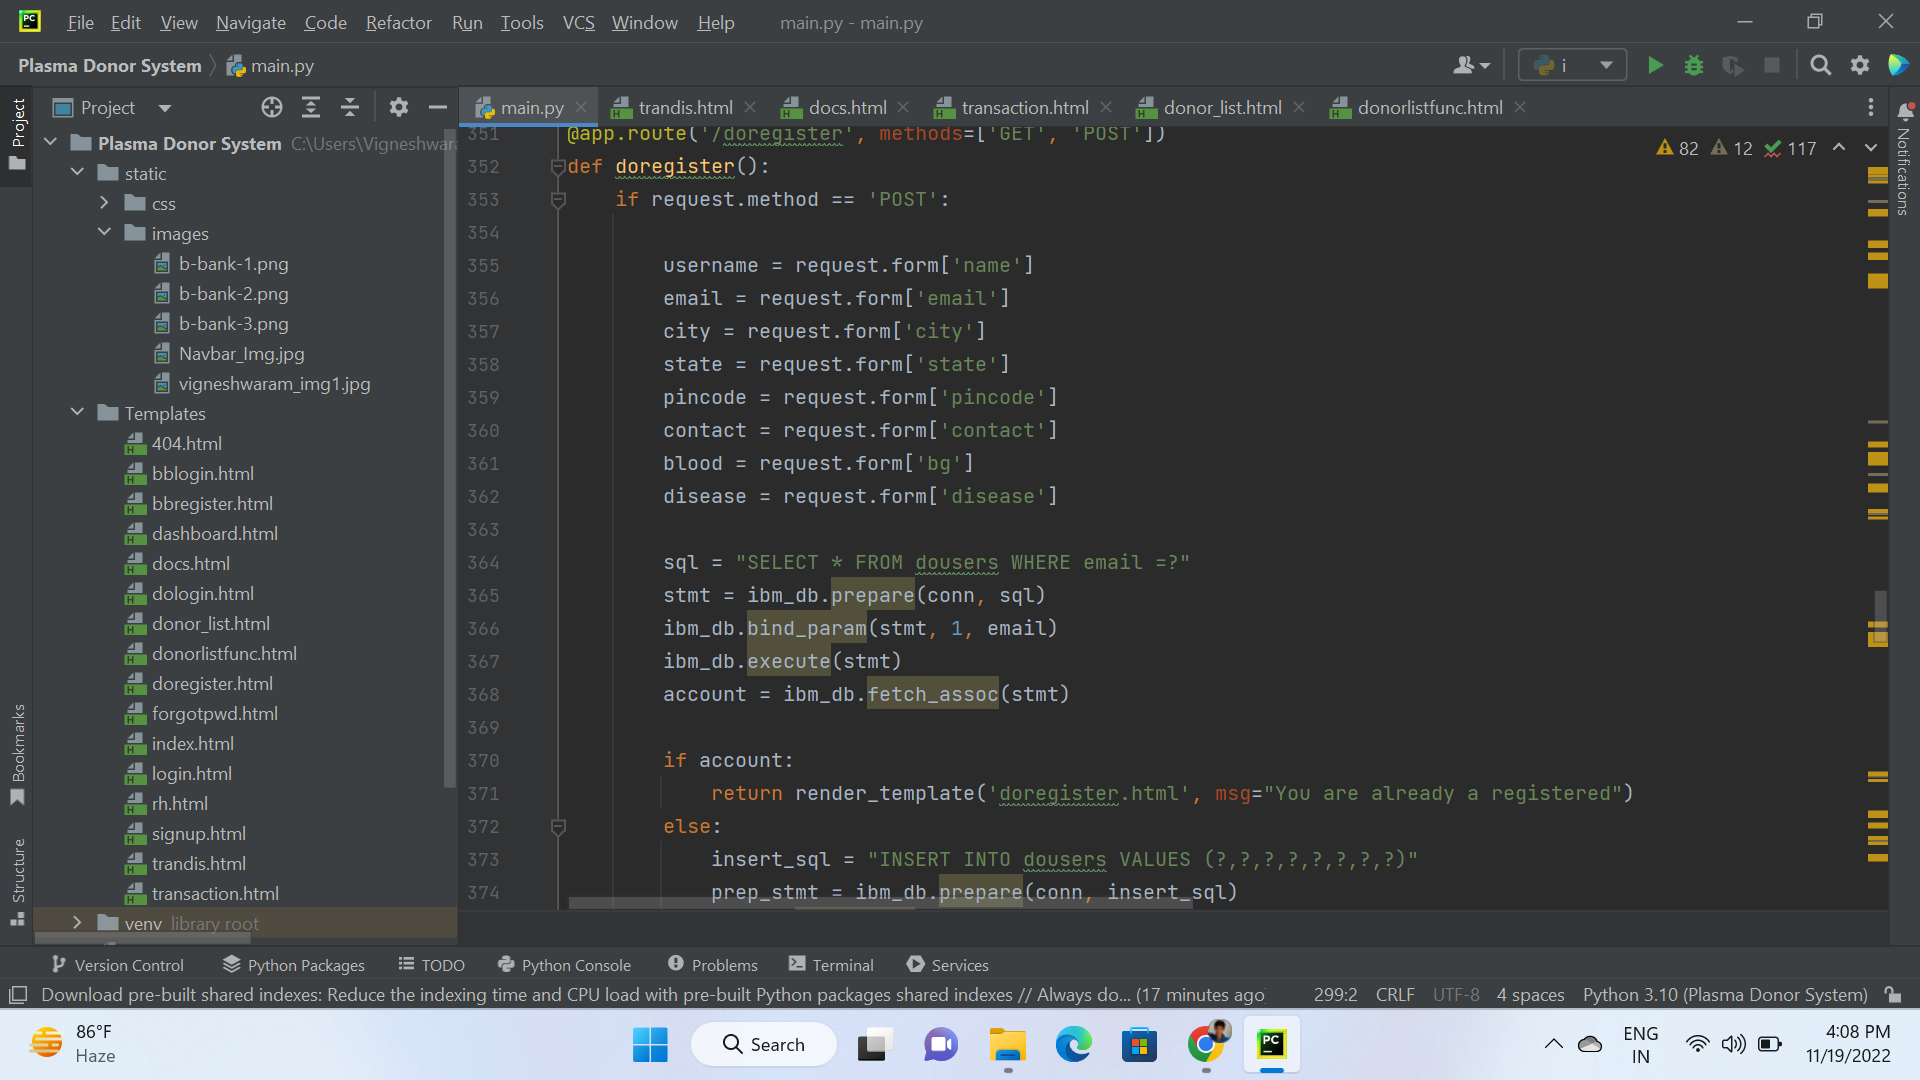 File Edit View Navigate Code Refactor Run Tools VCS Window Help main.py - main.py
Plasma Donor System main.py i
Project
Project main.py trandis.html docs.html transaction.html donor_list.html donorlistfunc.html
Plasma Donor System C:\Users\Vigneshwara
static
css
images
b-bank-1.png
b-bank-2.png
b-bank-3.png
Navbar_Img.jpg
vigneshwaram_img1.jpg
Templates
404.html
bblogin.html
bbregister.html
dashboard.html
docs.html
dologin.html
donor_list.html
donorlistfunc.html
doregister.html
forgotpwd.html
index.html
login.html
rh.html
signup.html
trandis.html
transaction.html
venv library root
Bookmarks
Structure
82 12 117
Notifications
351 @app.route('/doregister', methods=['GET', 'POST'])
352 def doregister():
353 if request.method == 'POST':
354
355 username = request.form['name']
356 email = request.form['email']
357 city = request.form['city']
358 state = request.form['state']
359 pincode = request.form['pincode']
360 contact = request.form['contact']
361 blood = request.form['bg']
362 disease = request.form['disease']
363
364 sql = "SELECT * FROM dousers WHERE email =?"
365 stmt = ibm_db.prepare(conn, sql)
366 ibm_db.bind_param(stmt, 1, email)
367 ibm_db.execute(stmt)
368 account = ibm_db.fetch_assoc(stmt)
369
370 if account:
371 return render_template('doregister.html', msg="You are already a registered")
372 else:
373 insert_sql = "INSERT INTO dousers VALUES (?,?,?,?,?,?,?,?)"
374 prep_stmt = ibm_db.prepare(conn, insert_sql)
Version Control Python Packages TODO Python Console Problems Terminal Services
Download pre-built shared indexes: Reduce the indexing time and CPU load with pre-built Python packages shared indexes // Always do... (17 minutes ago) 299:2 CRLF UTF-8 4 spaces Python 3.10 (Plasma Donor System)
86°F
Haze
Search
PC
ENG
IN
4:08 PM
11/19/2022